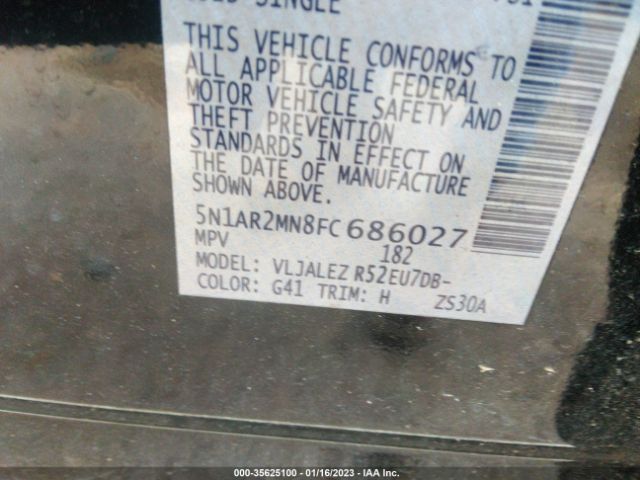 SINGLE
THIS VEHICLE CONFORMS TO
ALL APPLICABLE FEDERAL
MOTOR VEHICLE SAFETY AND
THEFT PREVENTION
STANDARDS IN EFFECT ON
THE DATE OF MANUFACTURE
SHOWN ABOVE.
5N1AR2MN8FC686027
MPV 182
MODEL: VLJALEZ R52EU7DB-
COLOR: G41 TRIM: H ZS30A
000-35625100 - 01/16/2023 - IAA Inc.